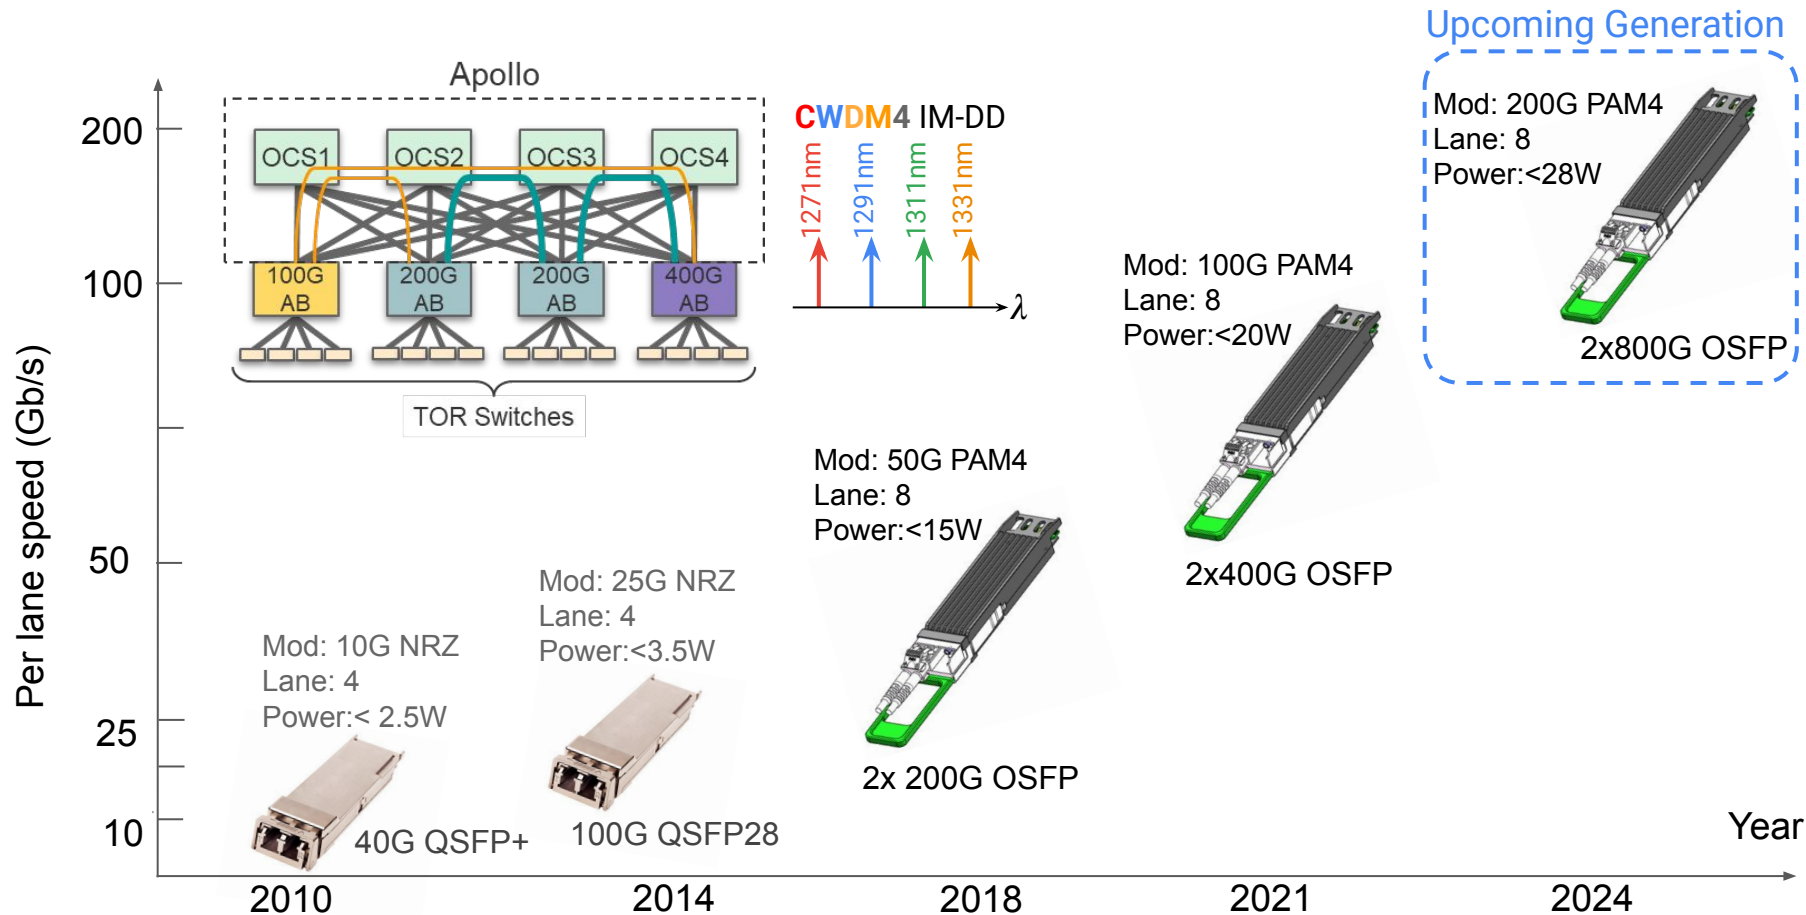 Upcoming Generation
Mod: 200G PAM4
Lane: 8
Power:<28W
2x800G OSFP
Apollo
OCS1
OCS2
OCS3
OCS4
100G
AB
200G
AB
200G
AB
400G
AB
TOR Switches
CWDM4 IM-DD
1271nm
1291nm
1311nm
1331nm
λ
Mod: 100G PAM4
Lane: 8
Power:<20W
2x400G OSFP
Mod: 50G PAM4
Lane: 8
Power:<15W
2x 200G OSFP
Mod: 25G NRZ
Lane: 4
Power:<3.5W
100G QSFP28
Mod: 10G NRZ
Lane: 4
Power:< 2.5W
40G QSFP+
Per lane speed (Gb/s)
200
100
50
25
10
Year
2010
2014
2018
2021
2024